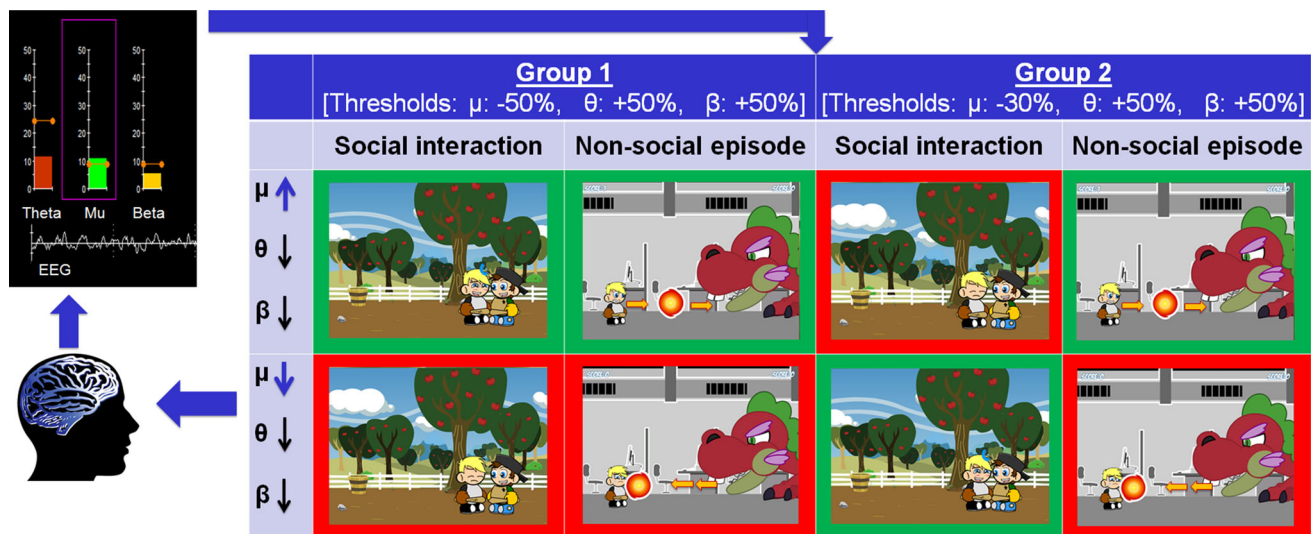 50
50
50
40
40
40
30
30
30
20
20
20
10
10
10
0
0
0
Theta Mu Beta
EEG
Group 1
[Thresholds: μ: -50%, θ: +50%, β: +50%]
Group 2
[Thresholds: μ: -30%, θ: +50%, β: +50%]
Social interaction
Non-social episode
Social interaction
Non-social episode
μ ↑
θ ↓
β ↓
μ ↓
θ ↓
β ↓